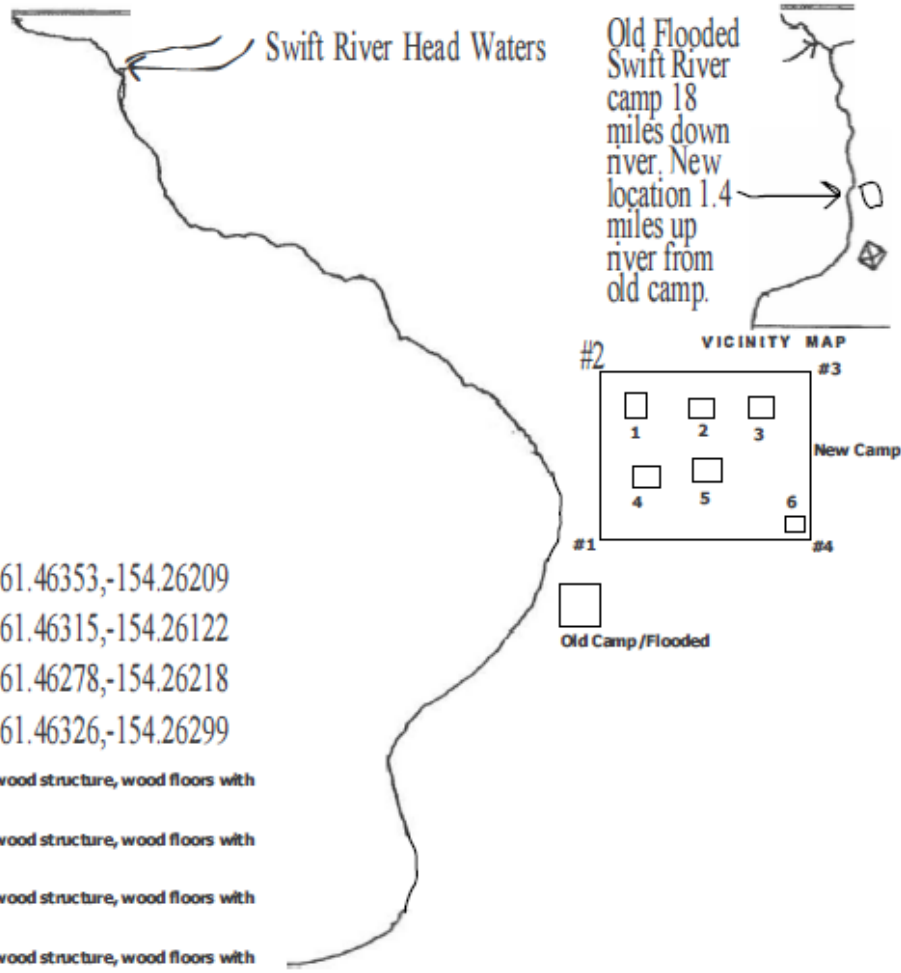 Swift River Head Waters
Old Flooded
Swift River
camp 18
miles down
river. New
location 1.4
miles up
river from
old camp.
VICINITY MAP
#2
#3
1
2
3
New Camp
4
5
6
#1
#4
Old Camp/Flooded
61.46353,-154.26209
61.46315,-154.26122
61.46278,-154.26218
61.46326,-154.26299
wood structure, wood floors with
wood structure, wood floors with
wood structure, wood floors with
wood structure, wood floors with